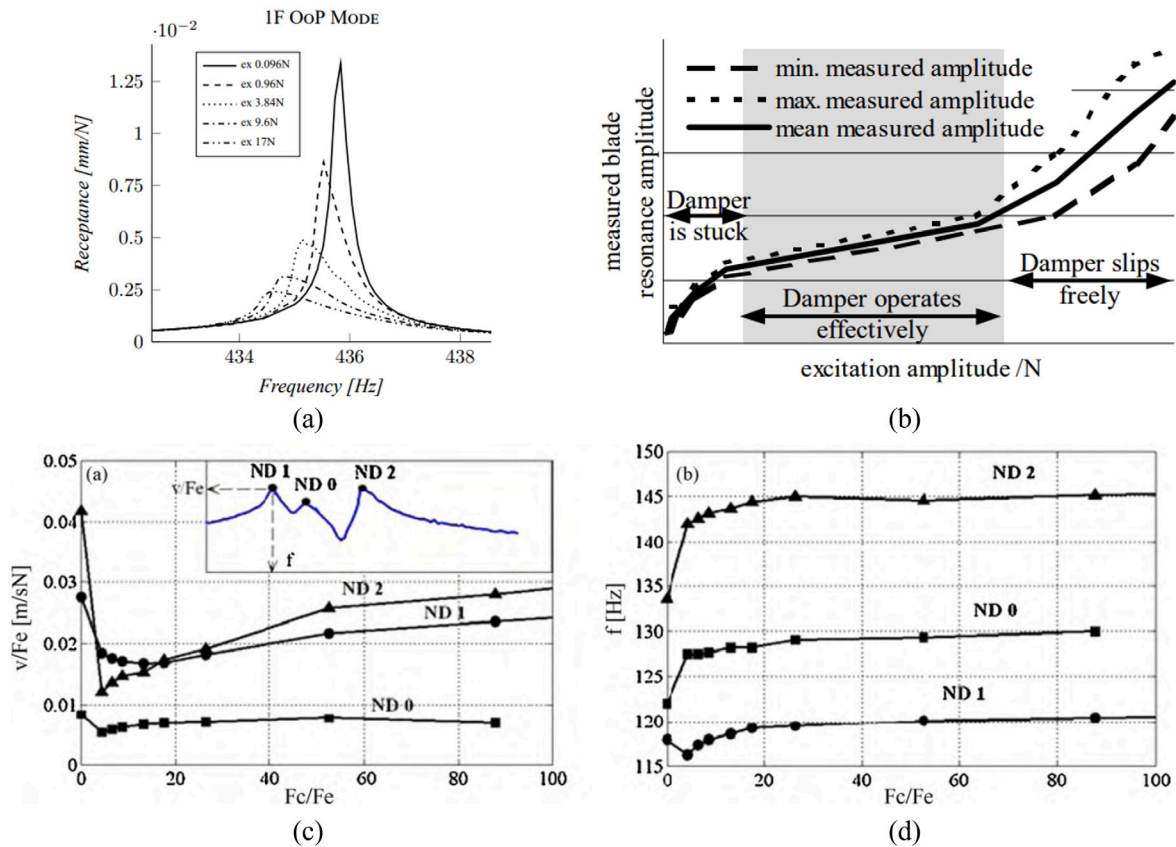 1F OoP Mode
·10⁻²
ex 0.096N
ex 0.96N
ex 3.84N
ex 9.6N
ex 17N
1.25
1
0.75
0.5
0.25
0
Receptance [mm/N]
434
436
438
Frequency [Hz]
(a)
min. measured amplitude
max. measured amplitude
mean measured amplitude
measured blade
resonance amplitude
Damper
is stuck
Damper operates
effectively
Damper slips
freely
excitation amplitude /N
(b)
(a)
0.05
0.04
0.03
0.02
0.01
0
v/Fe [m/sN]
v/Fe
ND 1
ND 0
ND 2
f
ND 2
ND 1
ND 0
0 20 40 60 80 100
Fc/Fe
(c)
(b)
150
145
140
135
130
125
120
115
f [Hz]
ND 2
ND 0
ND 1
0 20 40 60 80 100
Fc/Fe
(d)